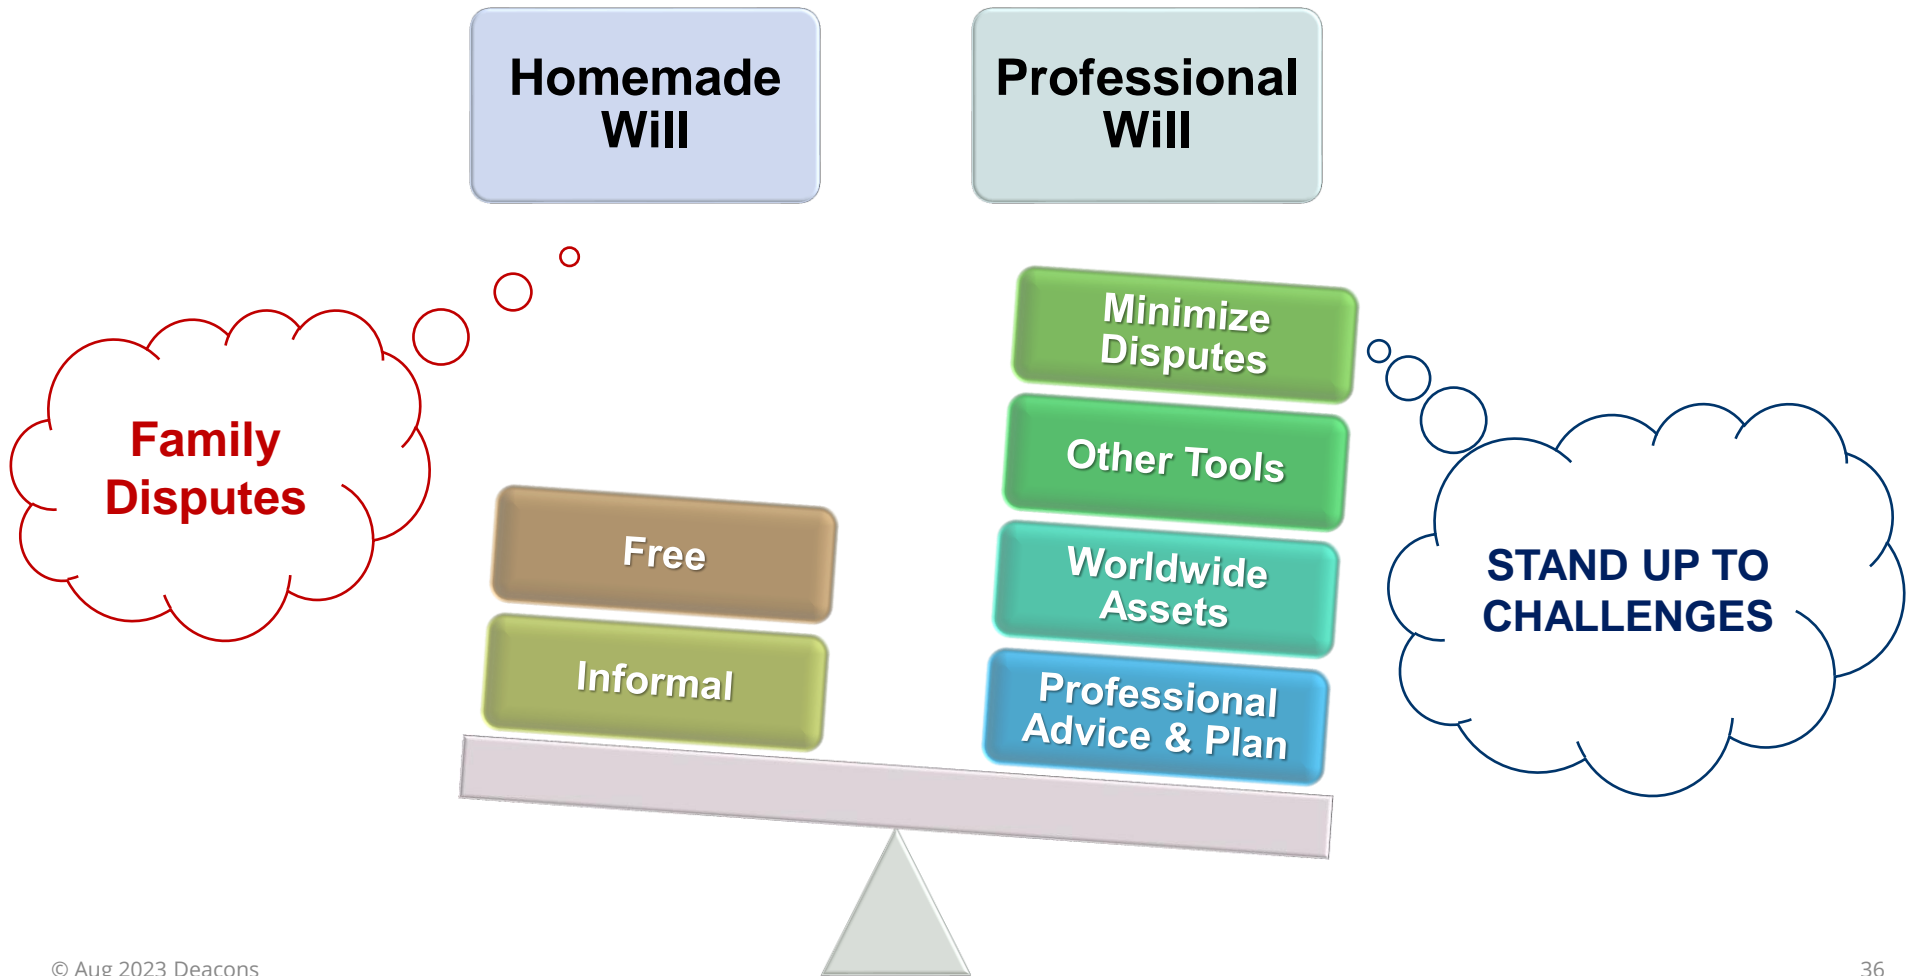 Homemade
Will
Professional
Will
Family
Disputes
Free
Informal
Minimize
Disputes
Other Tools
Worldwide
Assets
Professional
Advice & Plan
STAND UP TO
CHALLENGES
© Aug 2023 Deacons
36